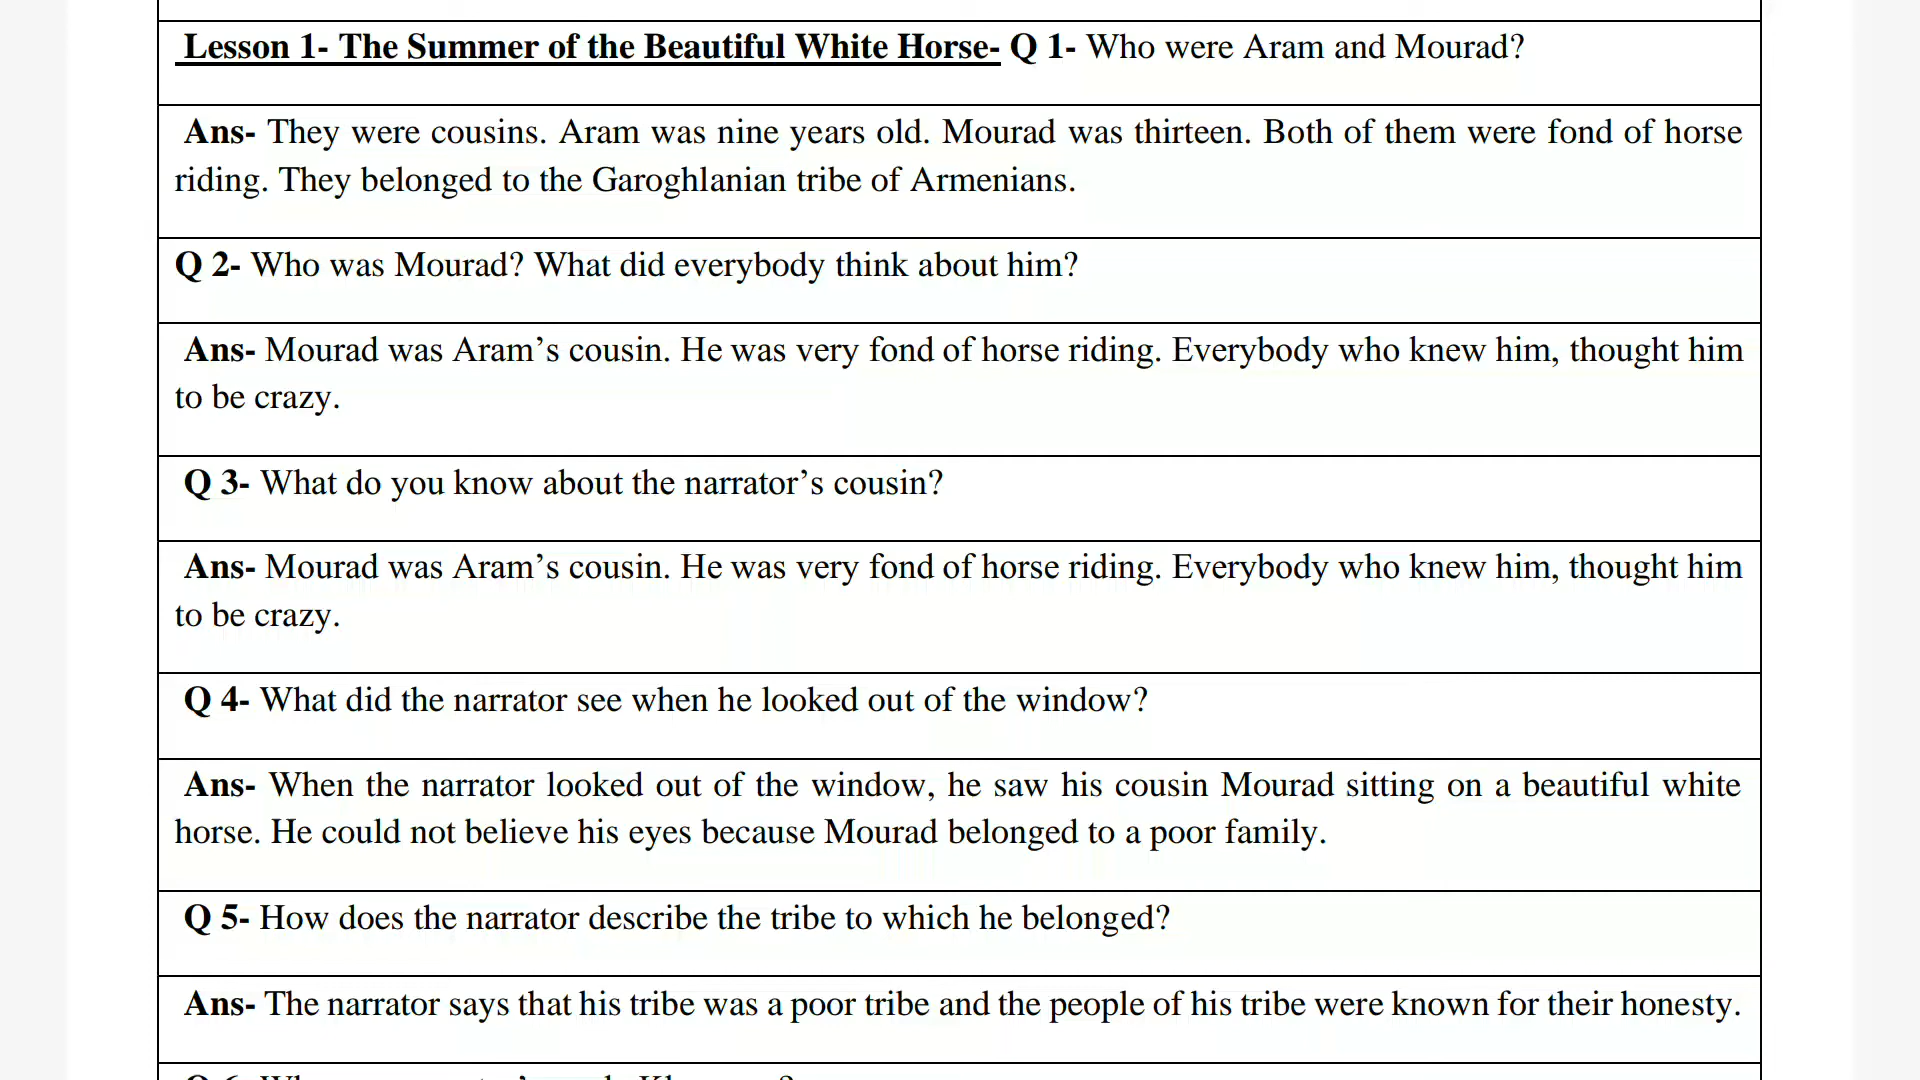 Lesson 1- The Summer of the Beautiful White Horse- Q 1- Who were Aram and Mourad?
Ans- They were cousins. Aram was nine years old. Mourad was thirteen. Both of them were fond of horse
riding. They belonged to the Garoghlanian tribe of Armenians.
Q 2- Who was Mourad? What did everybody think about him?
Ans- Mourad was Aram’s cousin. He was very fond of horse riding. Everybody who knew him, thought him
to be crazy.
Q 3- What do you know about the narrator’s cousin?
Ans- Mourad was Aram’s cousin. He was very fond of horse riding. Everybody who knew him, thought him
to be crazy.
Q 4- What did the narrator see when he looked out of the window?
Ans- When the narrator looked out of the window, he saw his cousin Mourad sitting on a beautiful white
horse. He could not believe his eyes because Mourad belonged to a poor family.
Q 5- How does the narrator describe the tribe to which he belonged?
Ans- The narrator says that his tribe was a poor tribe and the people of his tribe were known for their honesty.